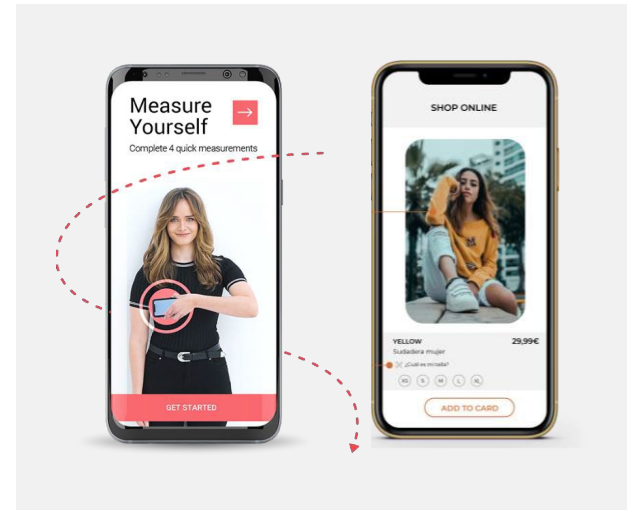 Measure
Yourself
Complete 4 quick measurements
GET STARTED
SHOP ONLINE
YELLOW 29,99€
Sudadera mujer
¿Cuál es mi talla?
XS S M L XL
ADD TO CARD